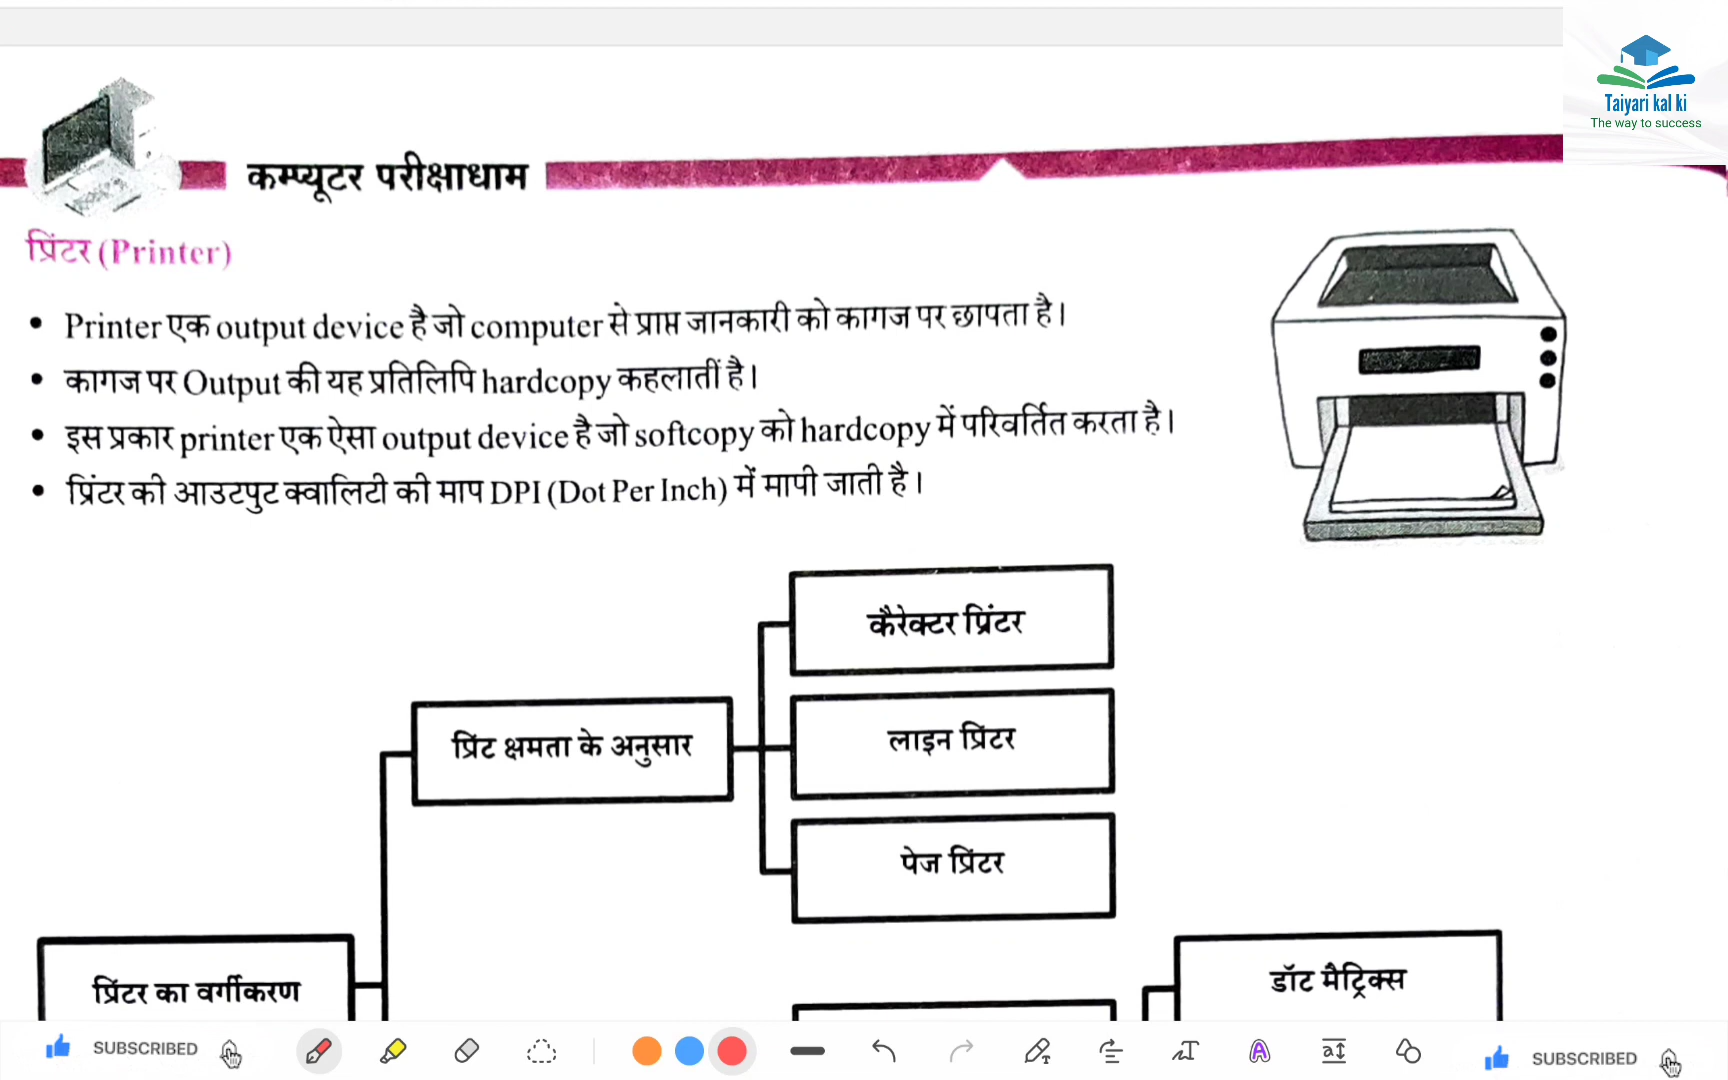 Taiyari kal ki
The way to success
कम्प्यूटर परीक्षाधाम
प्रिंटर (Printer)
• Printer एक output device है जो computer से प्राप्त जानकारी को कागज पर छापता है।
• कागज पर Output की यह प्रतिलिपि hardcopy कहलातीं है।
• इस प्रकार printer एक ऐसा output device है जो softcopy को hardcopy में परिवर्तित करता है।
• प्रिंटर की आउटपुट क्वालिटी की माप DPI (Dot Per Inch) में मापी जाती है।
कैरेक्टर प्रिंटर
प्रिंट क्षमता के अनुसार
लाइन प्रिंटर
पेज प्रिंटर
प्रिंटर का वर्गीकरण
डॉट मैट्रिक्स
SUBSCRIBED
SUBSCRIBED